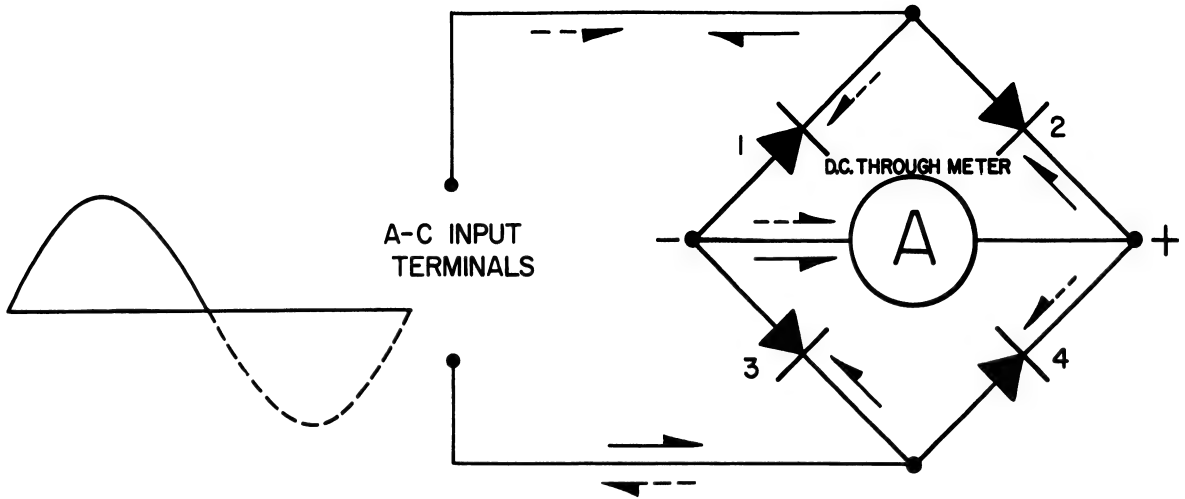 1
2
D.C. THROUGH METER
A-C INPUT
TERMINALS
-
A
+
3
4